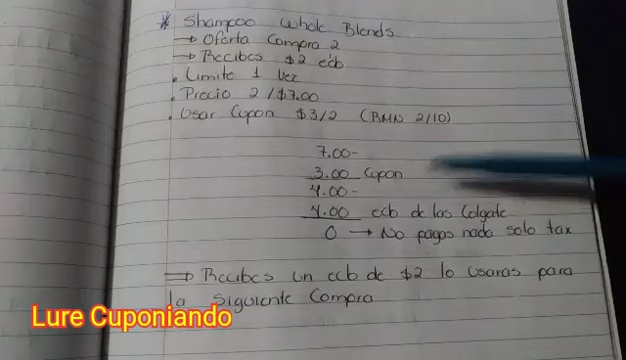 * Shampoo Whole Blends
→ Oferta Compra 2
→ Recibes $2 ecb
. Limite 1 vez
. Precio 2/$7.00
. Usar Cupon $3/2 (RMN 2/10)
7.00-
3.00 Cupon
4.00-
4.00 ecb de las Colgate
0 → No pagas nada solo tax
⇒ Recibes un ecb de $2 lo usaras para
la siguiente Compra
Lure Cuponiando